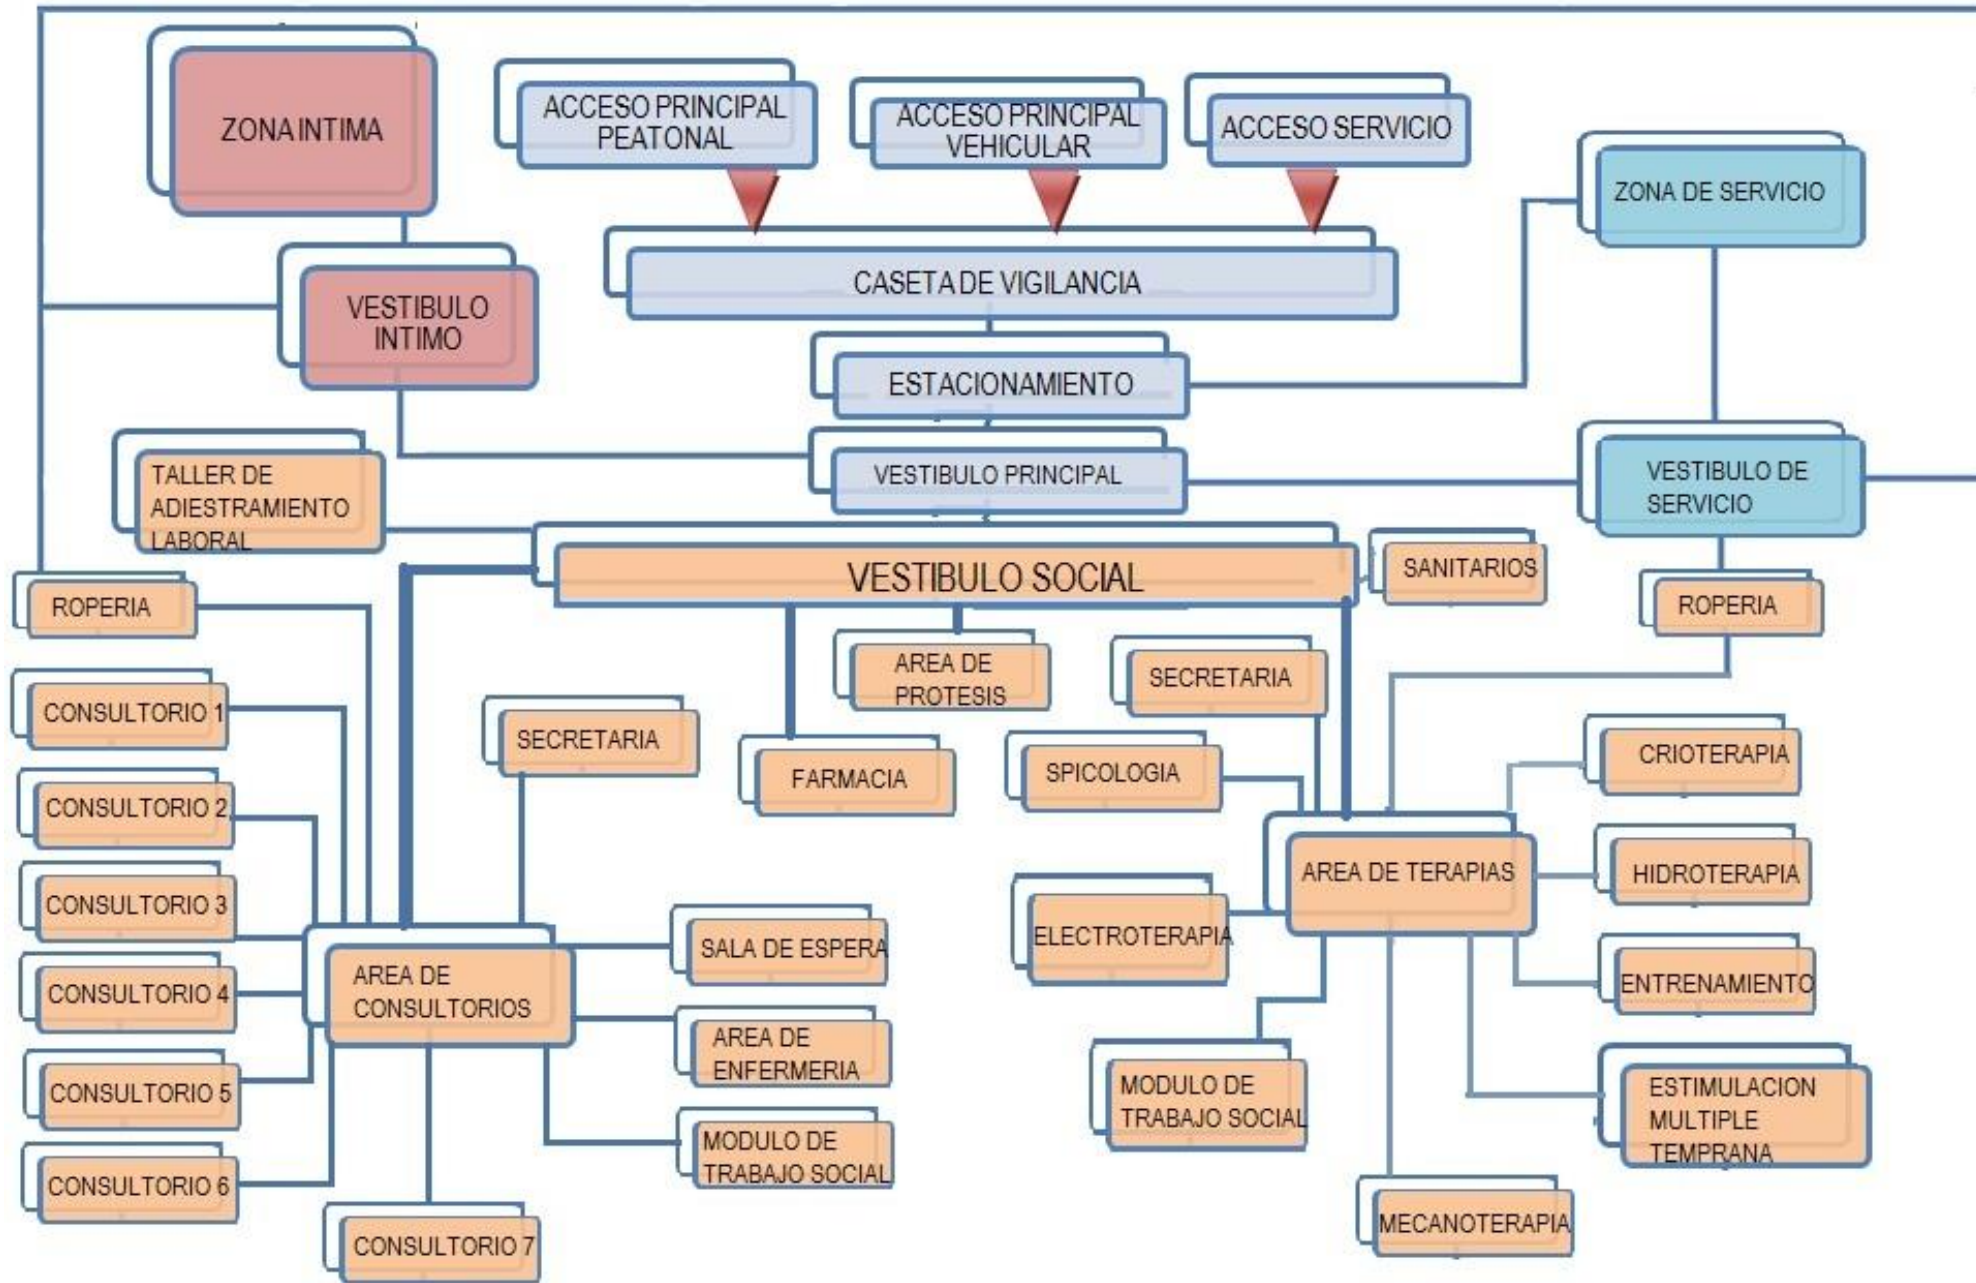 ZONA INTIMA
ACCESO PRINCIPAL
PEATONAL
ACCESO PRINCIPAL
VEHICULAR
ACCESO SERVICIO
ZONA DE SERVICIO
CASETA DE VIGILANCIA
VESTIBULO
INTIMO
ESTACIONAMIENTO
VESTIBULO PRINCIPAL
VESTIBULO DE
SERVICIO
TALLER DE
ADIESTRAMIENTO
LABORAL
VESTIBULO SOCIAL
SANITARIOS
ROPERIA
ROPERIA
AREA DE
PROTESIS
SECRETARIA
CONSULTORIO 1
SECRETARIA
FARMACIA
SPICOLOGIA
CRIOTERAPIA
CONSULTORIO 2
AREA DE TERAPIAS
HIDROTERAPIA
CONSULTORIO 3
ELECTROTERAPIA
SALA DE ESPERA
AREA DE
CONSULTORIOS
CONSULTORIO 4
ENTRENAMIENTO
AREA DE
ENFERMERIA
CONSULTORIO 5
MODULO DE
TRABAJO SOCIAL
ESTIMULACION
MULTIPLE
TEMPRANA
MODULO DE
TRABAJO SOCIAL
CONSULTORIO 6
MECANOTERAPIA
CONSULTORIO 7